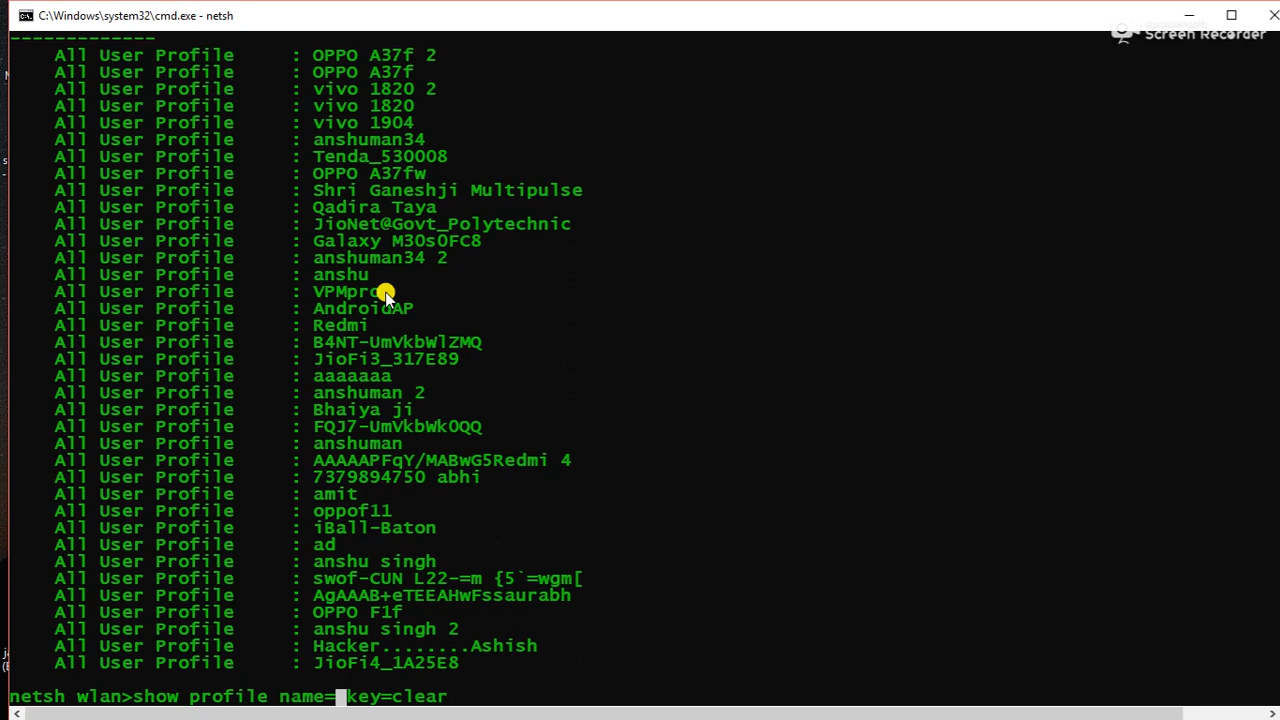 C:\Windows\system32\cmd.exe - netsh
Screen Recorder
-------------
All User Profile : OPPO A37f 2
All User Profile : OPPO A37f
All User Profile : vivo 1820 2
All User Profile : vivo 1820
All User Profile : vivo 1904
All User Profile : anshuman34
All User Profile : Tenda_530008
All User Profile : OPPO A37fw
All User Profile : Shri Ganeshji Multipulse
All User Profile : Qadira Taya
All User Profile : JioNet@Govt_Polytechnic
All User Profile : Galaxy M30s0FC8
All User Profile : anshuman34 2
All User Profile : anshu
All User Profile :
All User Profile : AndroidAP
All User Profile : Redmi
All User Profile : B4NT-UmVkbWlZMQ
All User Profile : JioFi3_317E89
All User Profile : aaaaaaa
All User Profile : anshuman 2
All User Profile : Bhaiya ji
All User Profile : FQJ7-UmVkbWk0QQ
All User Profile : anshuman
All User Profile : AAAAAPFqY/MABwG5Redmi 4
All User Profile : 7379894750 abhi
All User Profile : amit
All User Profile : oppof11
All User Profile : iBall-Baton
All User Profile : ad
All User Profile : anshu singh
All User Profile : swof-CUN L22-=m {5`=wgm[
All User Profile : AgAAAB+eTEEAHwFssaurabh
All User Profile : OPPO F1f
All User Profile : anshu singh 2
All User Profile : Hacker........Ashish
All User Profile : JioFi4_1A25E8
netsh wlan>show profile name= key=clear